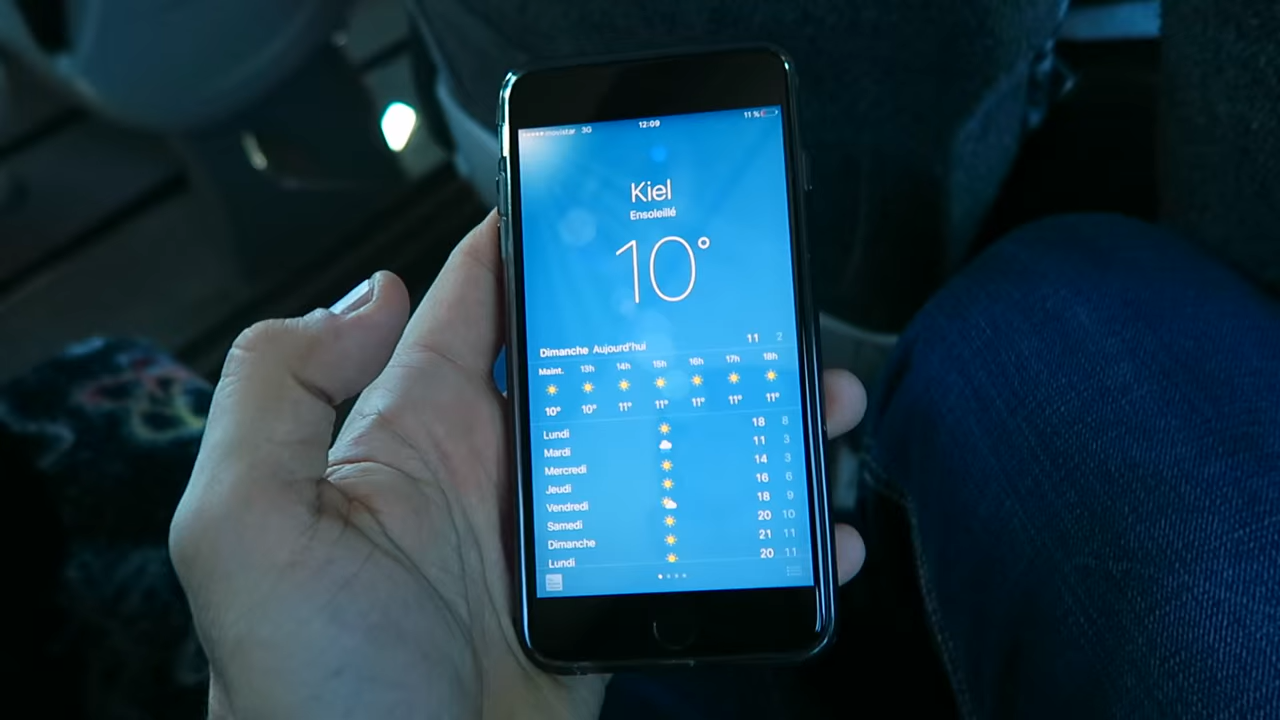 movistar 3G 12:09 11 %
Kiel
Ensoleillé
10°
Dimanche Aujourd'hui 11 2
Maint. 13h 14h 15h 16h 17h 18h
10° 10° 11° 11° 11° 11° 11°
Lundi 18 8
Mardi 11 3
Mercredi 14 3
Jeudi 16 6
Vendredi 18 9
Samedi 20 10
Dimanche 21 11
Lundi 20 11